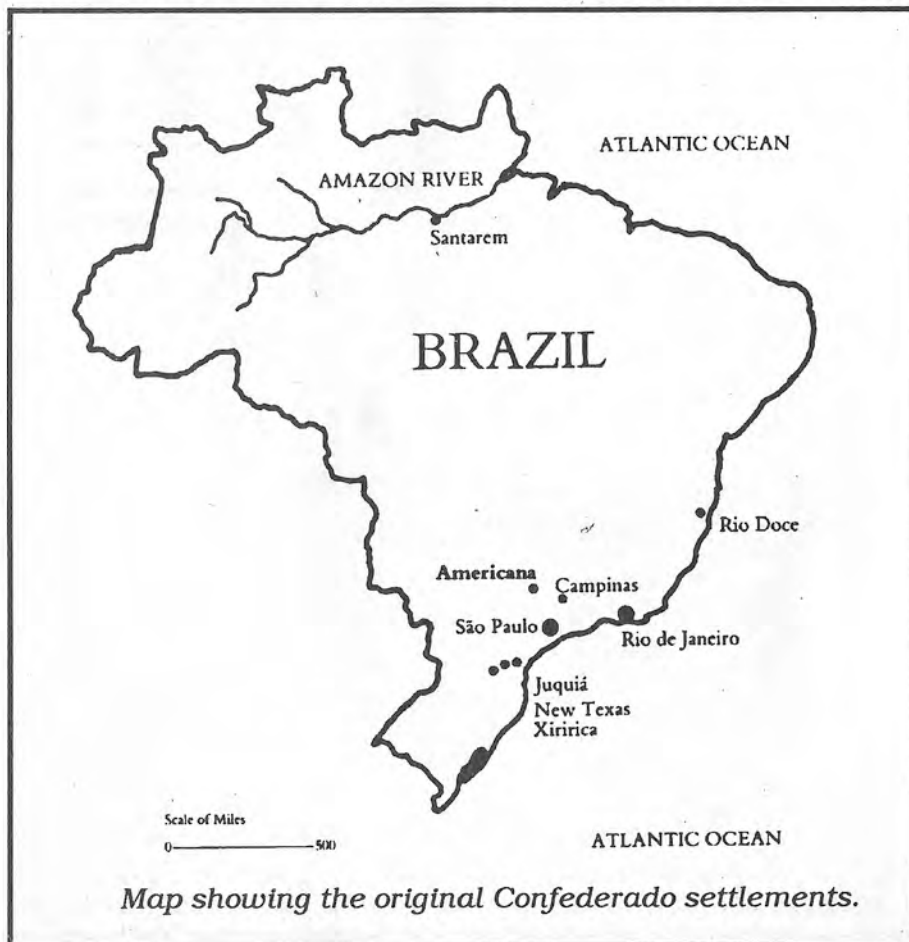 ATLANTIC OCEAN
AMAZON RIVER
Santarem
BRAZIL
Rio Doce
Americana
Campinas
São Paulo
Rio de Janeiro
Juquiá
New Texas
Xiririca
Scale of Miles
0 500
ATLANTIC OCEAN
Map showing the original Confederado settlements.